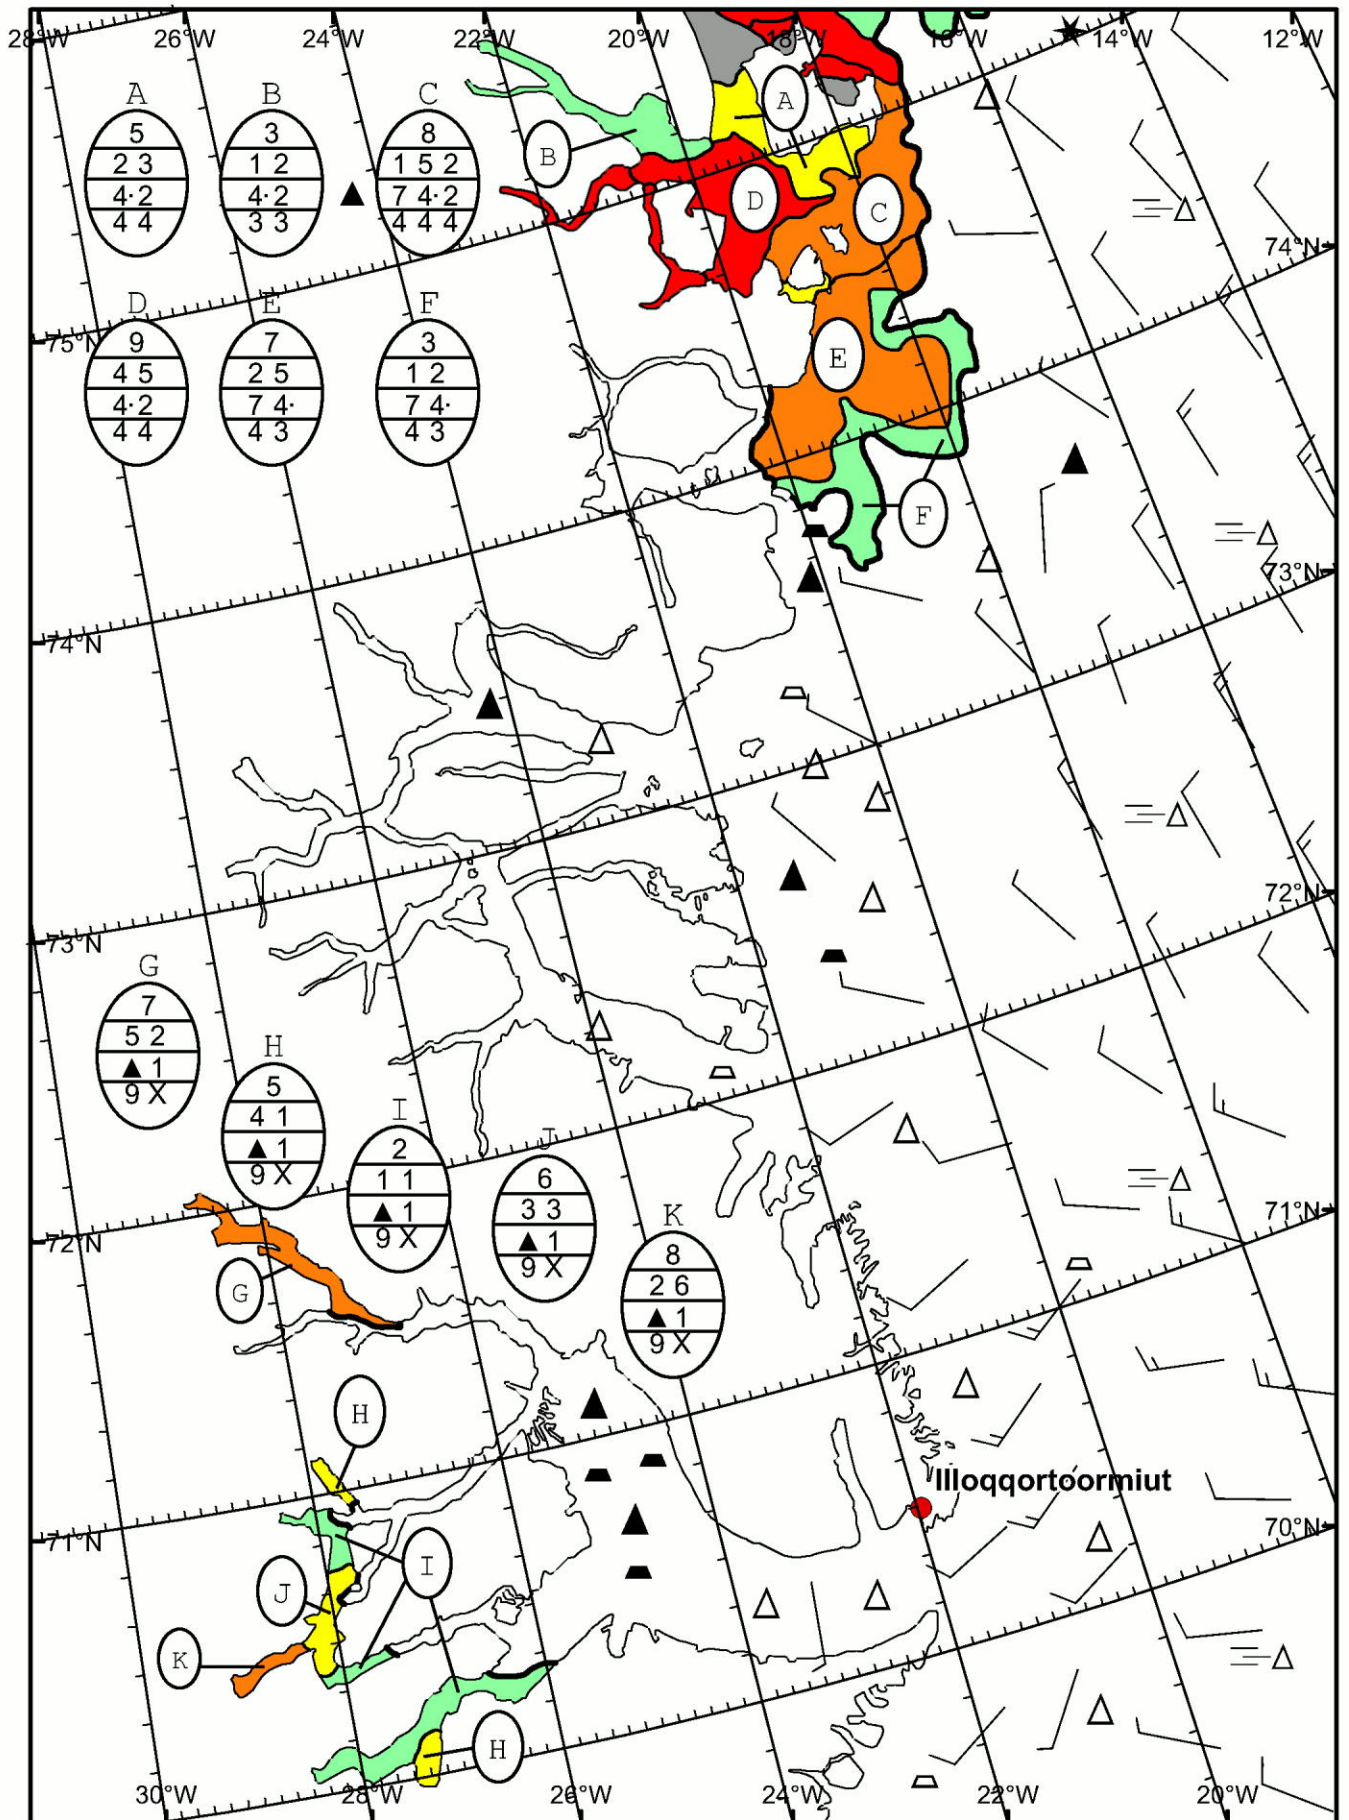 28°W 26°W 24°W 22°W 20°W 18°W 16°W 14°W 12°W
A B C
5 3 8
2 3 1 2 1 5 2
4·2 4·2 ▲ 7 4·2
4 4 3 3 4 4 4
A
B
D
C
74°N
D E F
9 7 3
4 5 2 5 1 2
4·2 7 4· 7 4·
4 4 4 3 4 3
75°N
E
F
73°N
74°N
72°N
73°N
G
7
5 2
▲ 1
9 X
H
5
4 1
▲ 1
9 X
I
2
1 1
▲ 1
9 X
J
6
3 3
▲ 1
9 X
K
8
2 6
▲ 1
9 X
71°N
72°N
G
H
Illoqqortoormiut
70°N
71°N
I
J
K
H
30°W 28°W 26°W 24°W 22°W 20°W